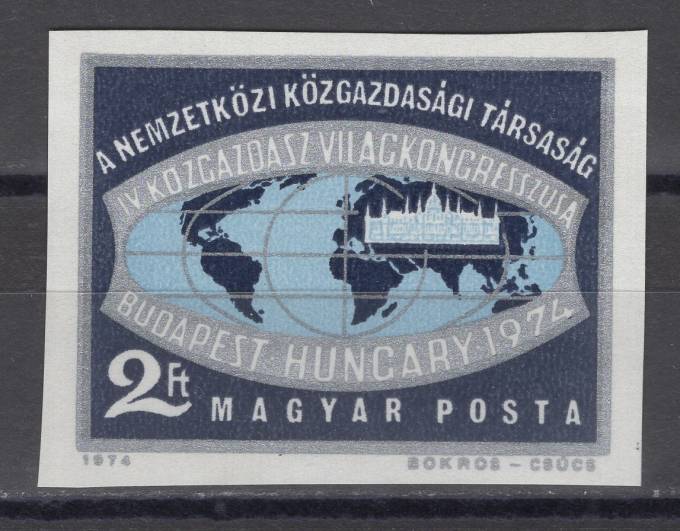 A NEMZETKÖZI KÖZGAZDASÁGI TÁRSASÁG
IV. KÖZGAZDÁSZ VILÁGKONGRESSZUSA
BUDAPEST · HUNGARY · 1974
2 Ft
MAGYAR POSTA
1974
BOKROS – CSÚCS